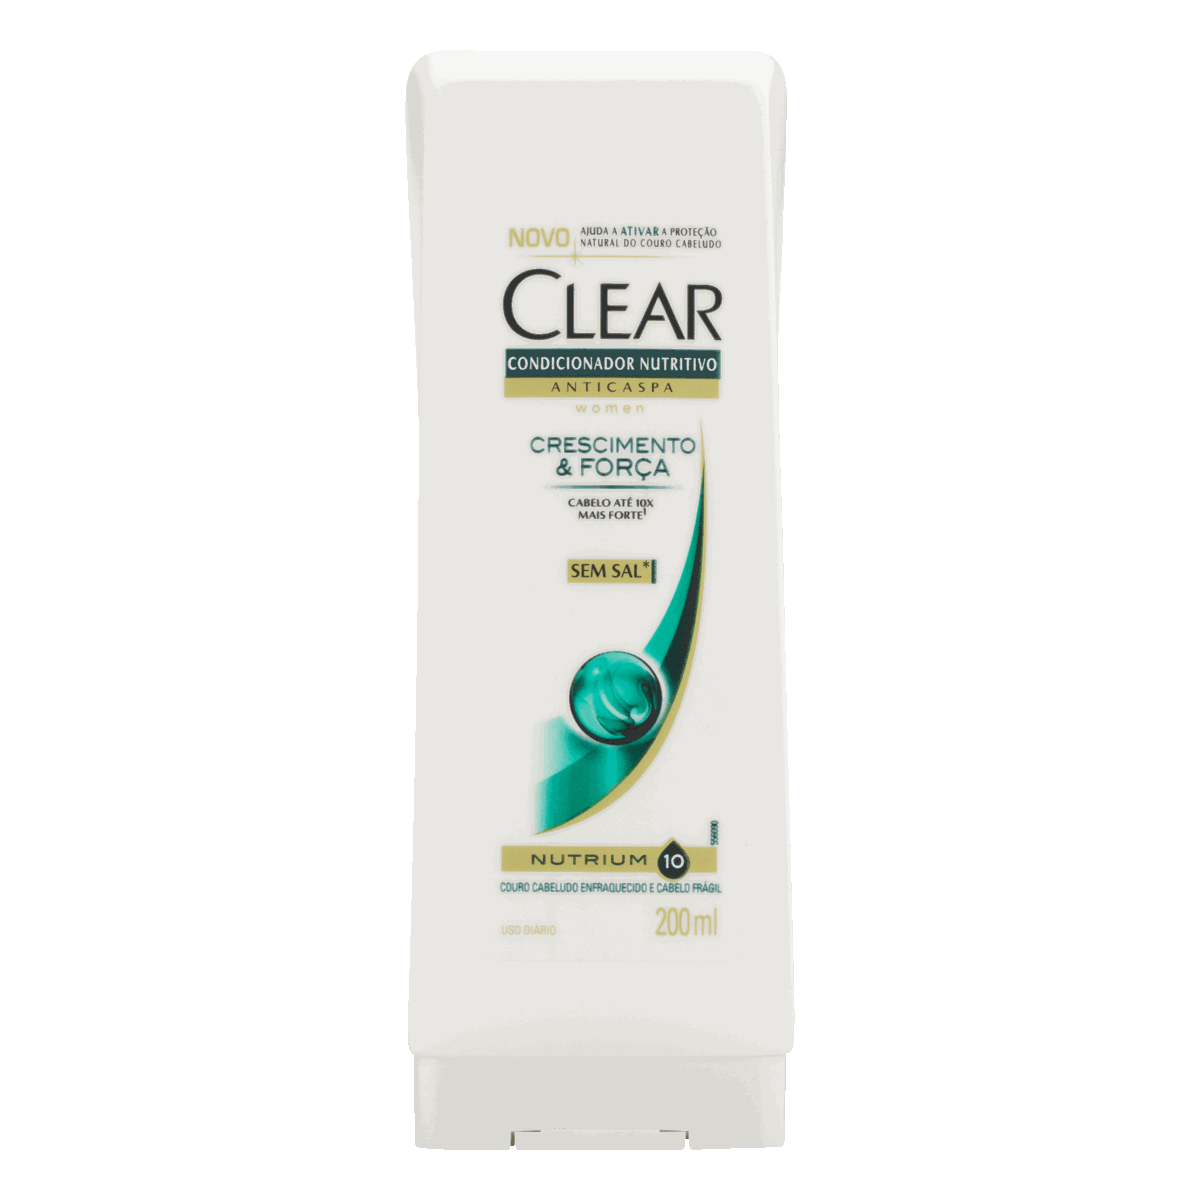 NOVO
AJUDA A ATIVAR A PROTEÇÃO
NATURAL DO COURO CABELUDO
CLEAR
CONDICIONADOR NUTRITIVO
ANTICASPA
women
CRESCIMENTO
& FORÇA
CABELO ATÉ 10X
MAIS FORTE¹
SEM SAL*
NUTRIUM 10
COURO CABELUDO ENFRAQUECIDO E CABELO FRÁGIL
USO DIÁRIO
200ml